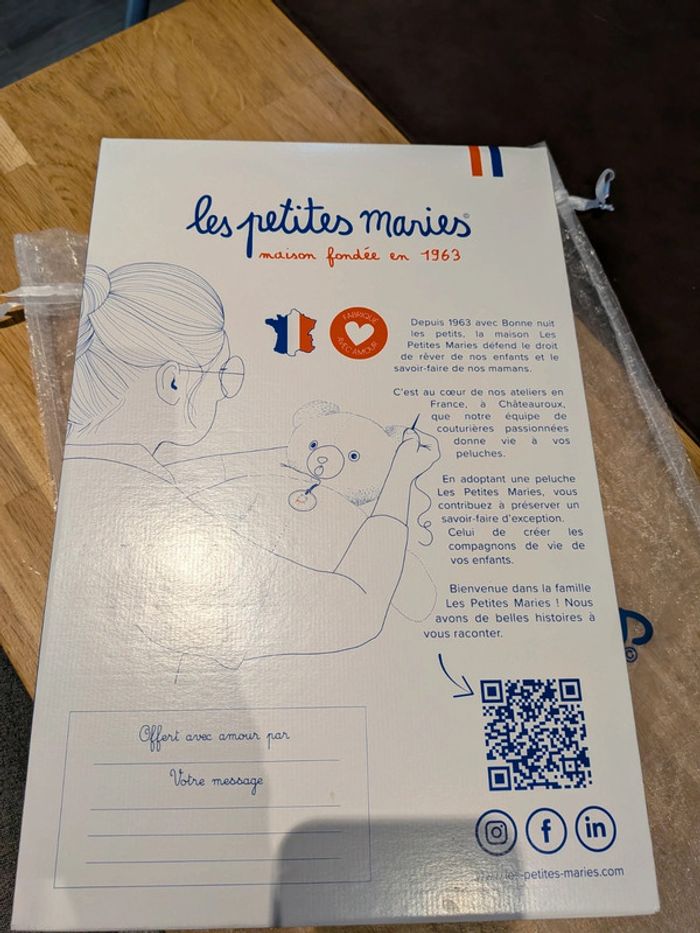 les petites maries©
maison fondée en 1963
FABRIQUÉ
AVEC AMOUR
Depuis 1963 avec Bonne nuit
les petits, la maison Les
Petites Maries défend le droit
de rêver de nos enfants et le
savoir-faire de nos mamans.
C'est au cœur de nos ateliers en
France, à Châteauroux,
que notre équipe de
couturières passionnées
donne vie à vos
peluches.
En adoptant une peluche
Les Petites Maries, vous
contribuez à préserver un
savoir-faire d'exception.
Celui de créer les
compagnons de vie de
vos enfants.
Bienvenue dans la famille
Les Petites Maries ! Nous
avons de belles histoires à
vous raconter.
Offert avec amour par
Votre message
f
in
www.les-petites-maries.com